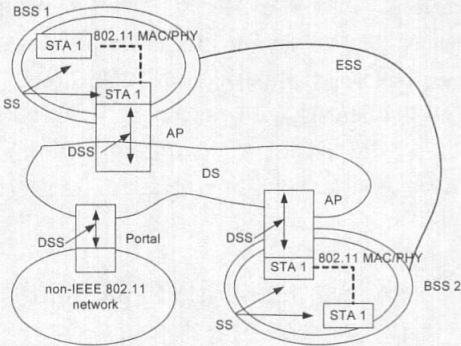 BSS 1
STA 1
802.11 MAC/PHY
ESS
SS
STA 1
AP
DSS
DS
AP
DSS
Portal
DSS
802.11 MAC/PHY
STA 1
non-IEEE 802.11
network
BSS 2
SS
STA 1